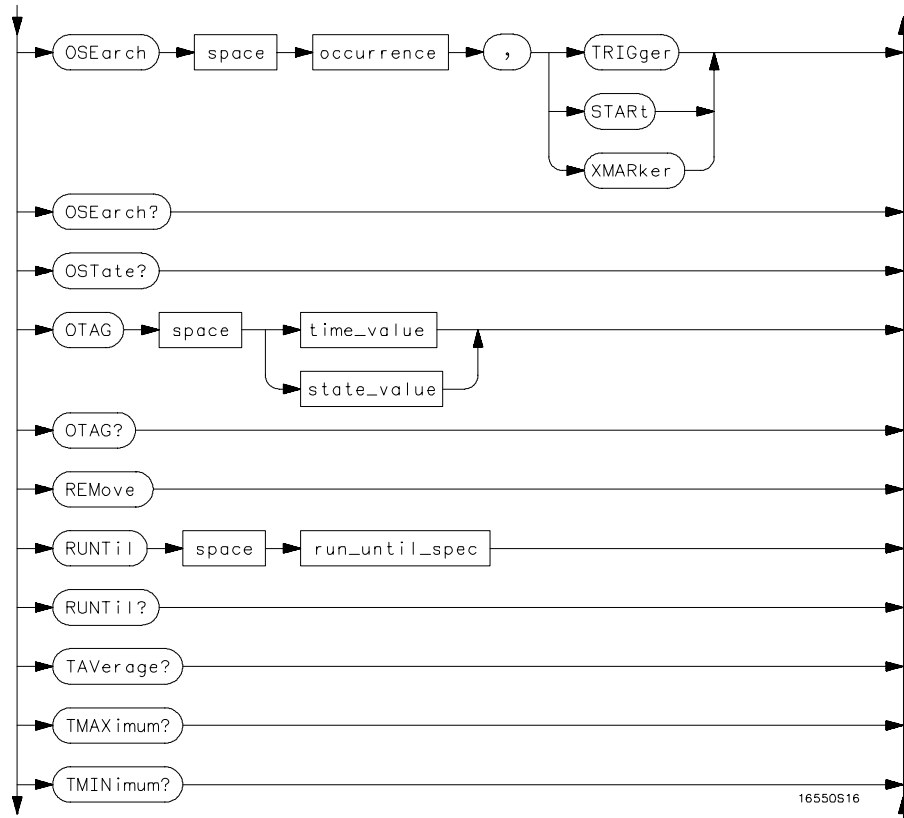 OSEarch space occurrence , TRIGger
STARt
XMARker
OSEarch?
OSTate?
OTAG space time_value
state_value
OTAG?
REMove
RUNTil space run_until_spec
RUNTil?
TAVerage?
TMAXimum?
TMINimum?
16550S16